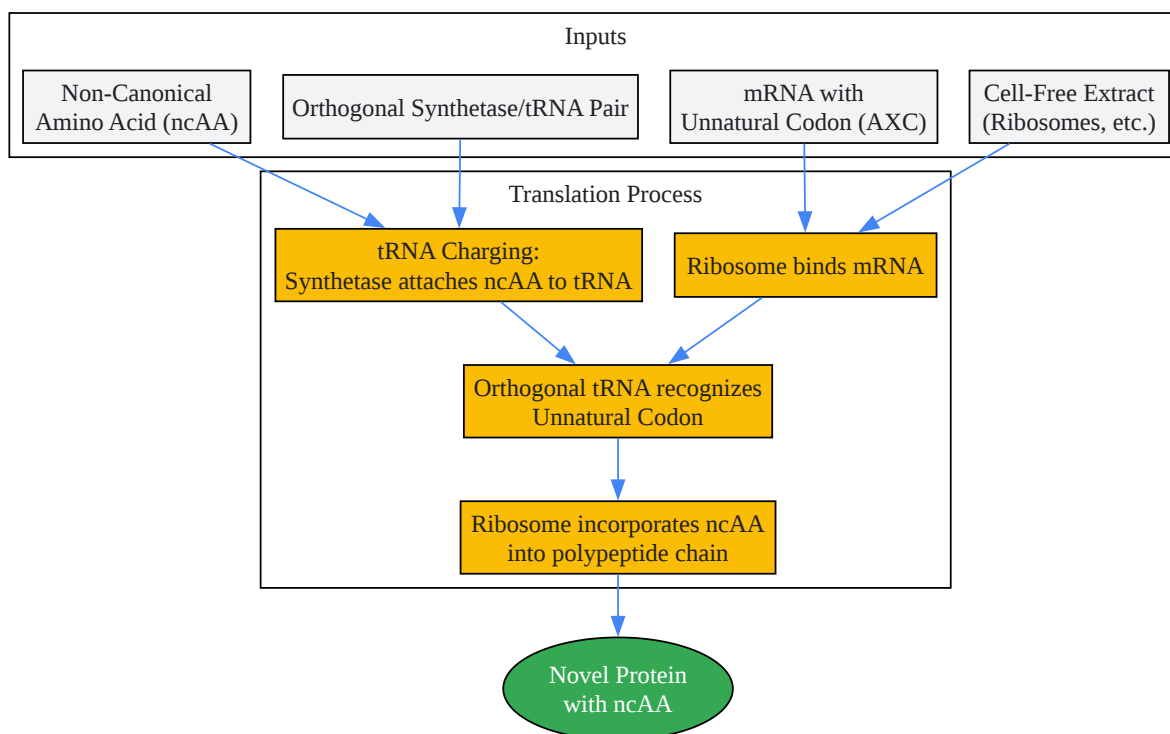 Inputs
Non-Canonical
Amino Acid (ncAA)
Orthogonal Synthetase/tRNA Pair
mRNA with
Unnatural Codon (AXC)
Cell-Free Extract
(Ribosomes, etc.)
Translation Process
tRNA Charging:
Synthetase attaches ncAA to tRNA
Ribosome binds mRNA
Orthogonal tRNA recognizes
Unnatural Codon
Ribosome incorporates ncAA
into polypeptide chain
Novel Protein
with ncAA